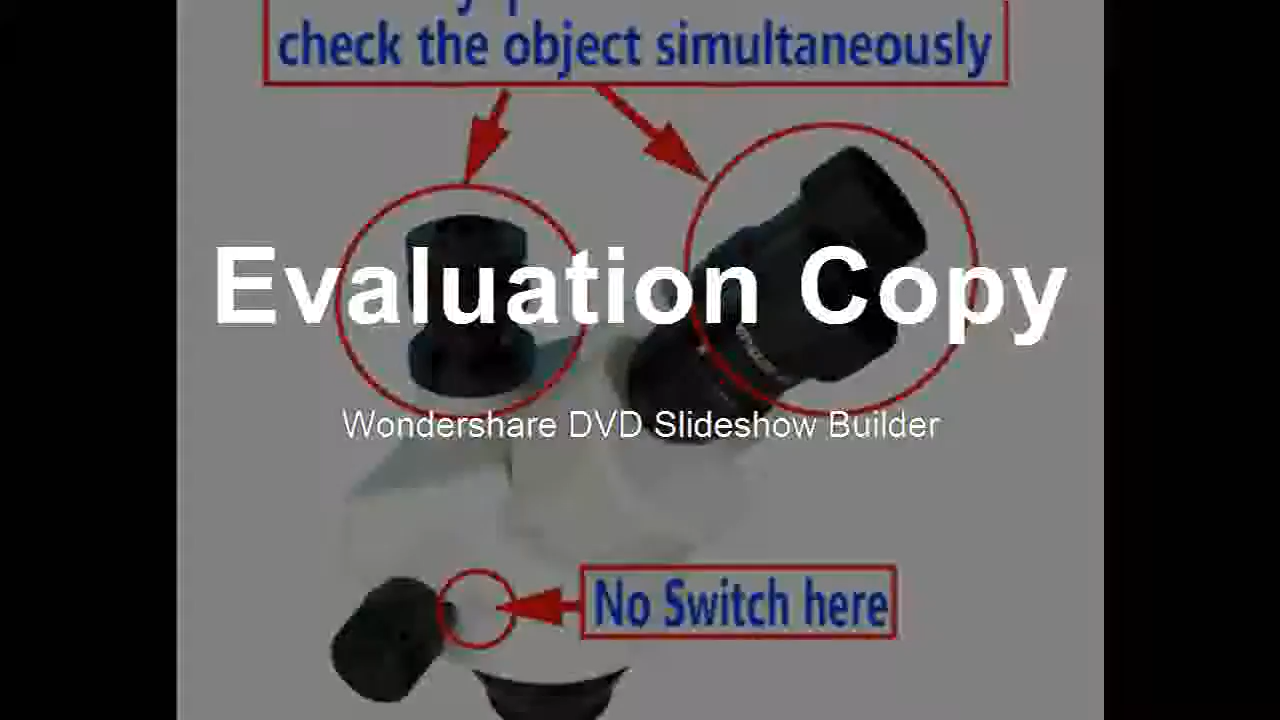 check the object simultaneously
Evaluation Copy
Wondershare DVD Slideshow Builder
No Switch here